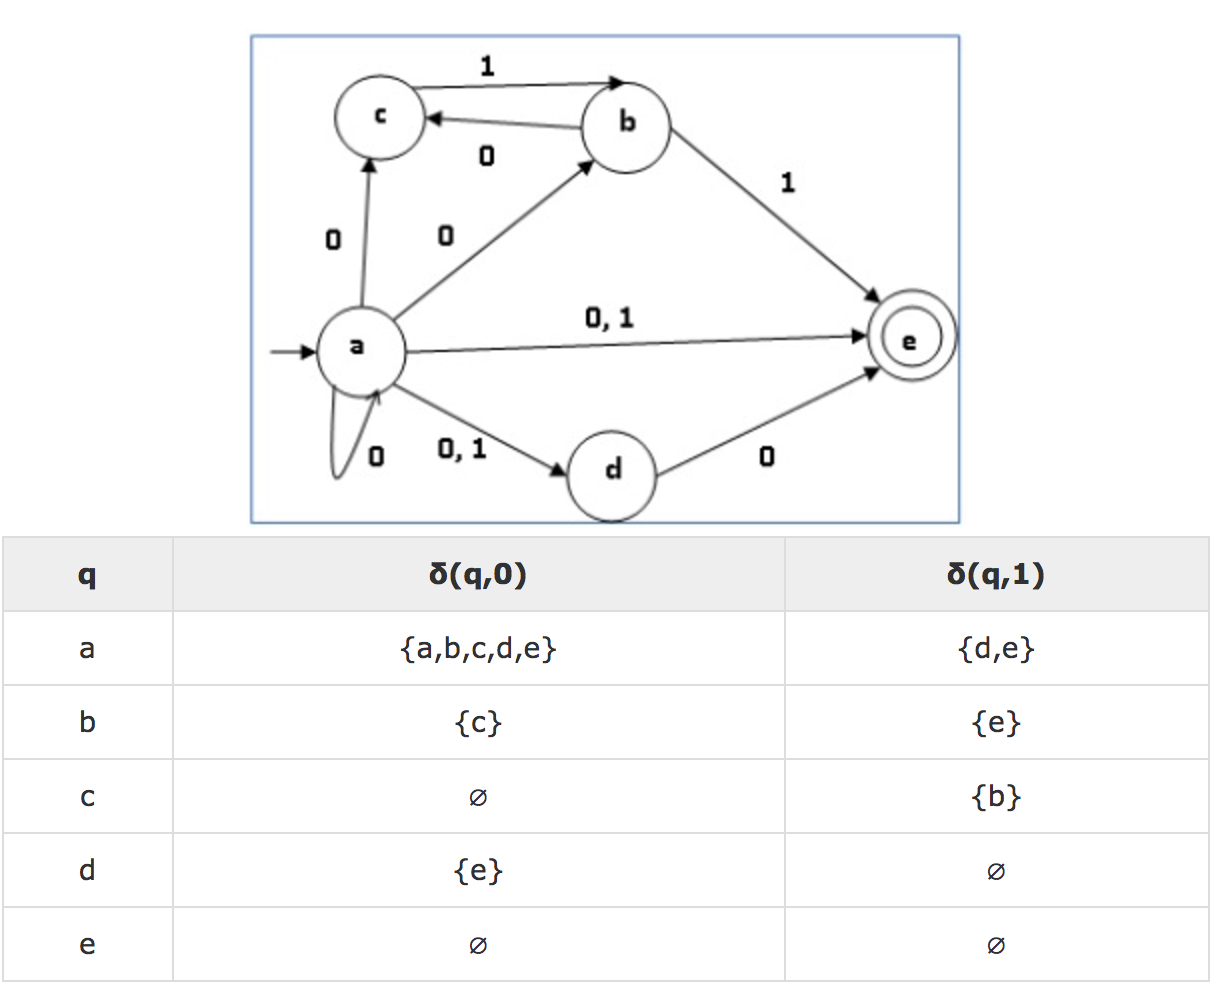 1
c
b
0
1
0
0
0, 1
a
e
0
0, 1
d
0
q δ(q,0) δ(q,1)
a {a,b,c,d,e} {d,e}
b {c} {e}
c ∅ {b}
d {e} ∅
e ∅ ∅